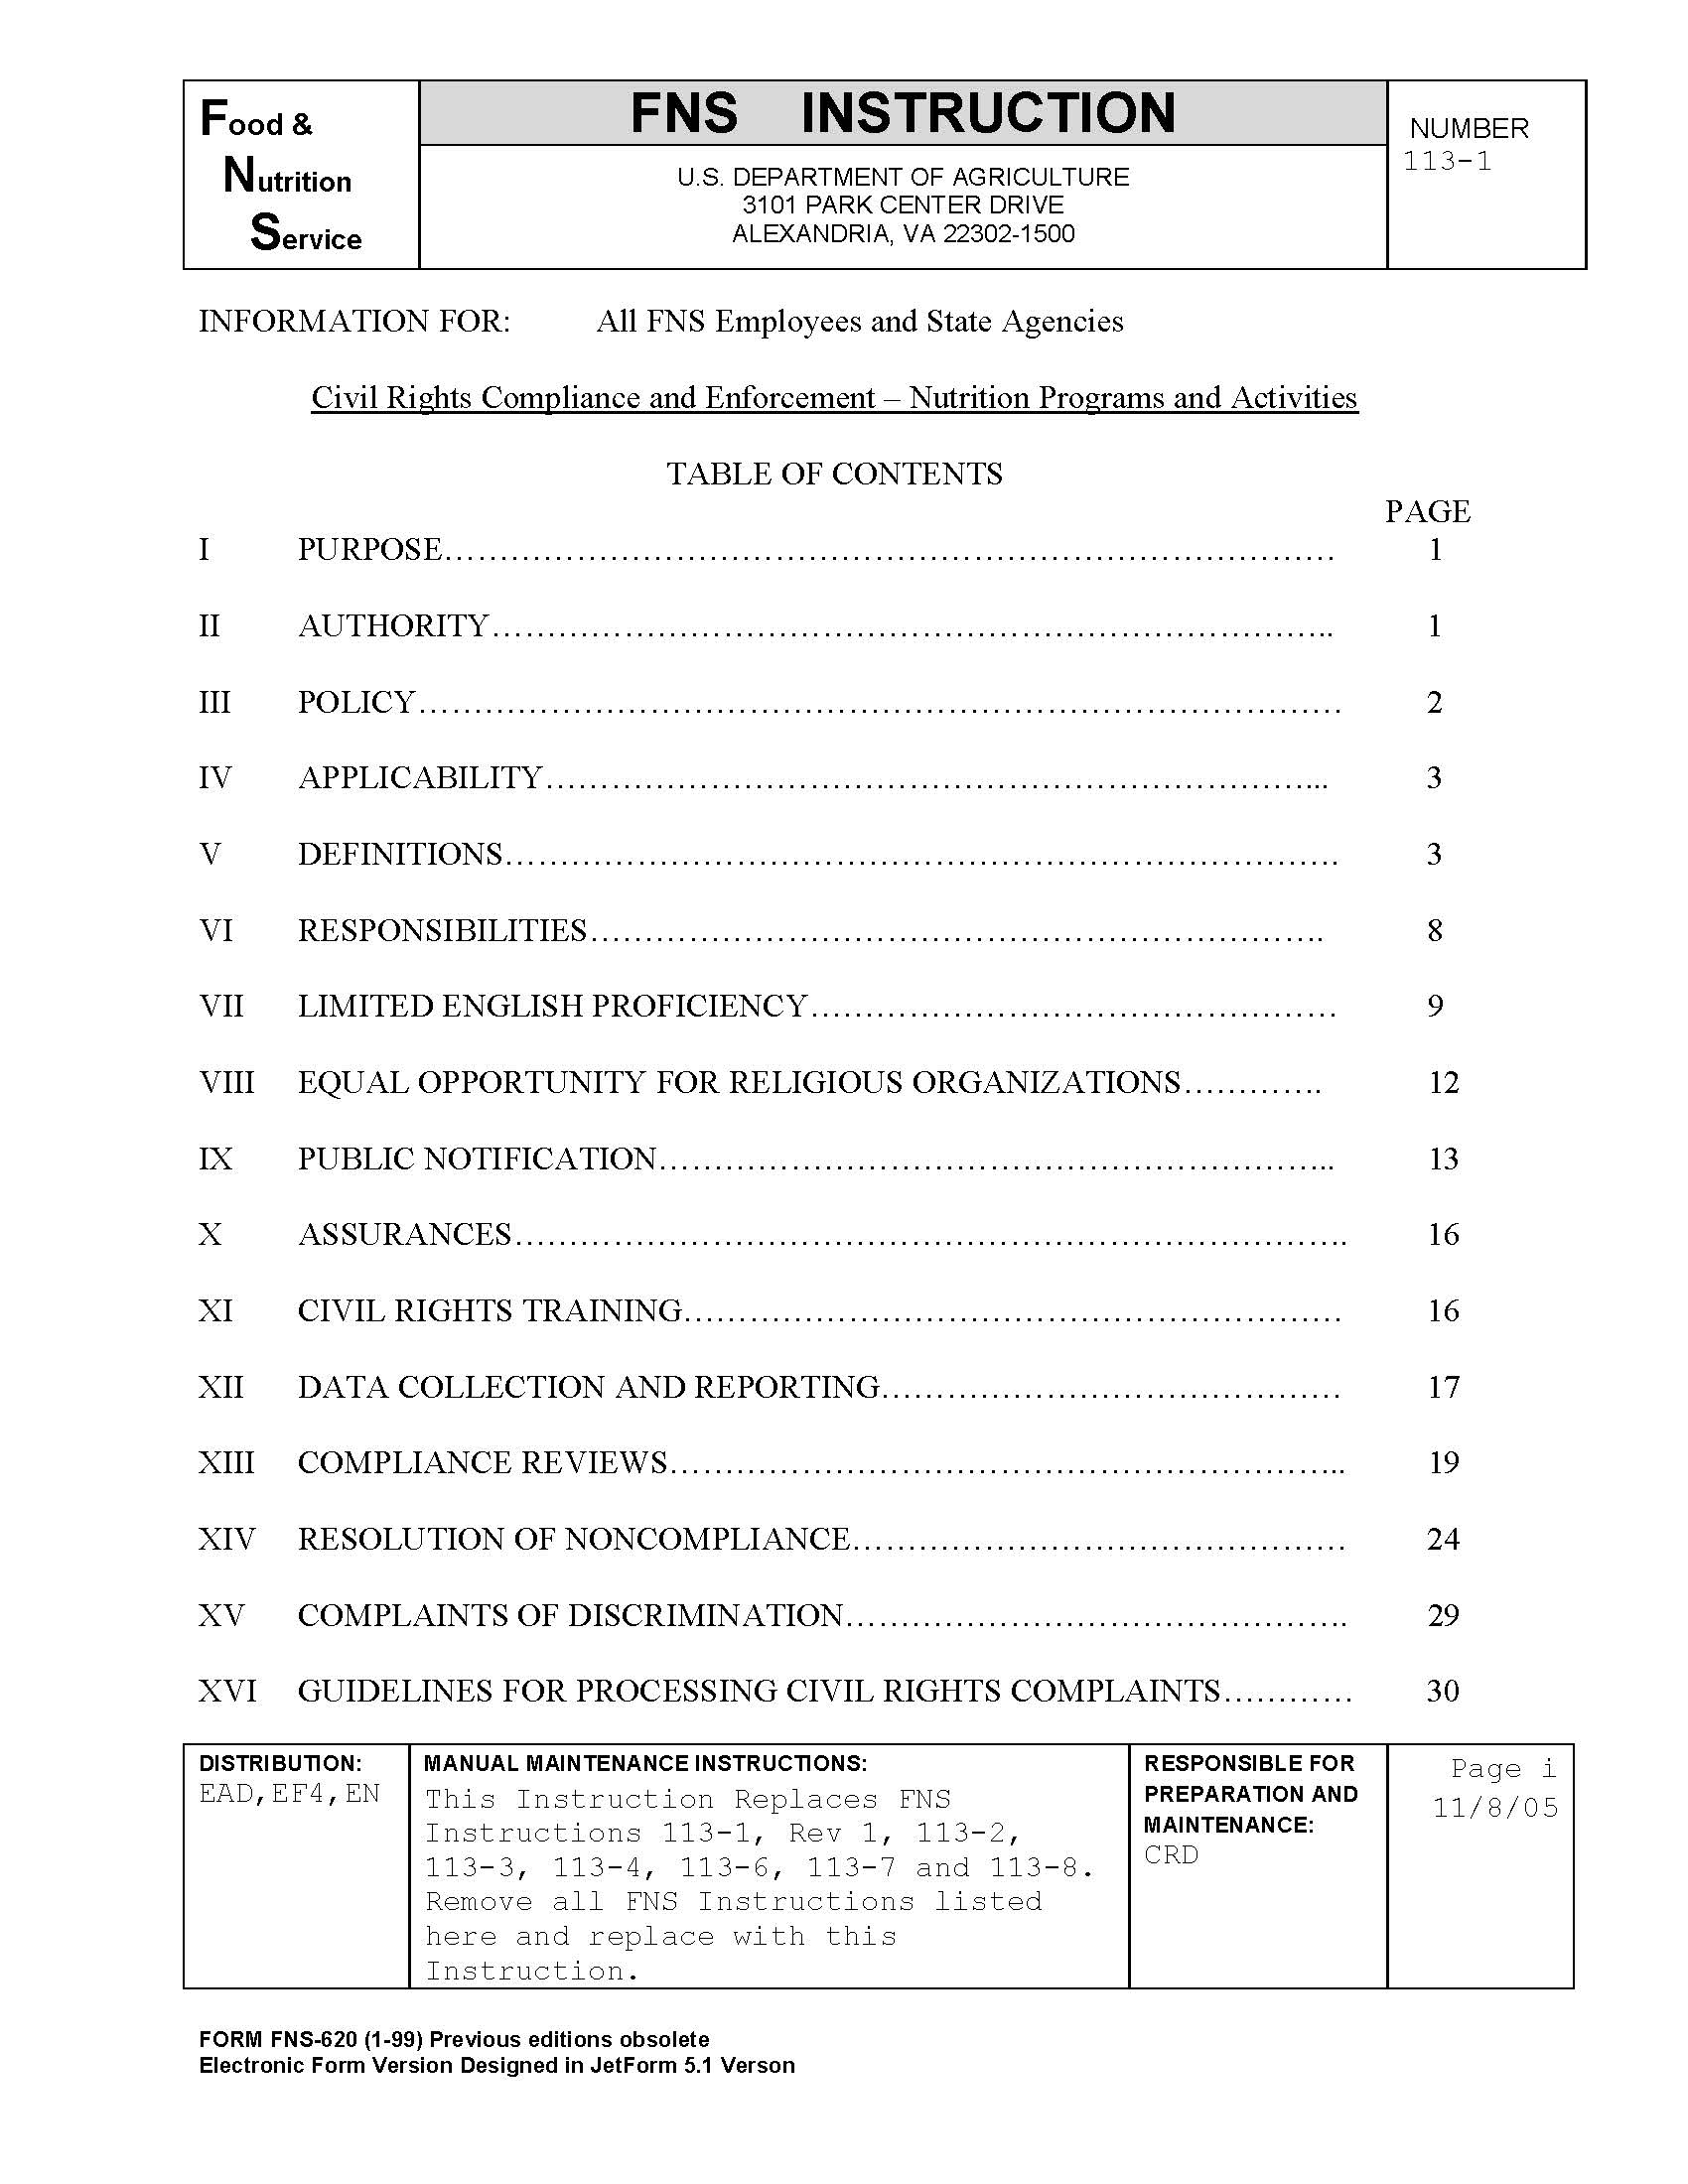 Food &
Nutrition
Service
FNS INSTRUCTION
U.S. DEPARTMENT OF AGRICULTURE
3101 PARK CENTER DRIVE
ALEXANDRIA, VA 22302-1500
NUMBER
113-1
INFORMATION FOR: All FNS Employees and State Agencies
Civil Rights Compliance and Enforcement – Nutrition Programs and Activities
TABLE OF CONTENTS
PAGE
I PURPOSE…………………………………………………………………………… 1
II AUTHORITY……………………………………………………………………….. 1
III POLICY……………………………………………………………………………… 2
IV APPLICABILITY…………………………………………………………………... 3
V DEFINITIONS………………………………………………………………………. 3
VI RESPONSIBILITIES………………………………………………………………. 8
VII LIMITED ENGLISH PROFICIENCY…………………………………………… 9
VIII EQUAL OPPORTUNITY FOR RELIGIOUS ORGANIZATIONS…………. 12
IX PUBLIC NOTIFICATION………………………………………………………….. 13
X ASSURANCES………………………………………………………………………. 16
XI CIVIL RIGHTS TRAINING………………………………………………………… 16
XII DATA COLLECTION AND REPORTING……………………………………… 17
XIII COMPLIANCE REVIEWS………………………………………………………….. 19
XIV RESOLUTION OF NONCOMPLIANCE………………………………………… 24
XV COMPLAINTS OF DISCRIMINATION…………………………………………. 29
XVI GUIDELINES FOR PROCESSING CIVIL RIGHTS COMPLAINTS………… 30
DISTRIBUTION:
EAD,EF4,EN
MANUAL MAINTENANCE INSTRUCTIONS:
This Instruction Replaces FNS
Instructions 113-1, Rev 1, 113-2,
113-3, 113-4, 113-6, 113-7 and 113-8.
Remove all FNS Instructions listed
here and replace with this
Instruction.
RESPONSIBLE FOR
PREPARATION AND
MAINTENANCE:
CRD
Page i
11/8/05
FORM FNS-620 (1-99) Previous editions obsolete
Electronic Form Version Designed in JetForm 5.1 Verson